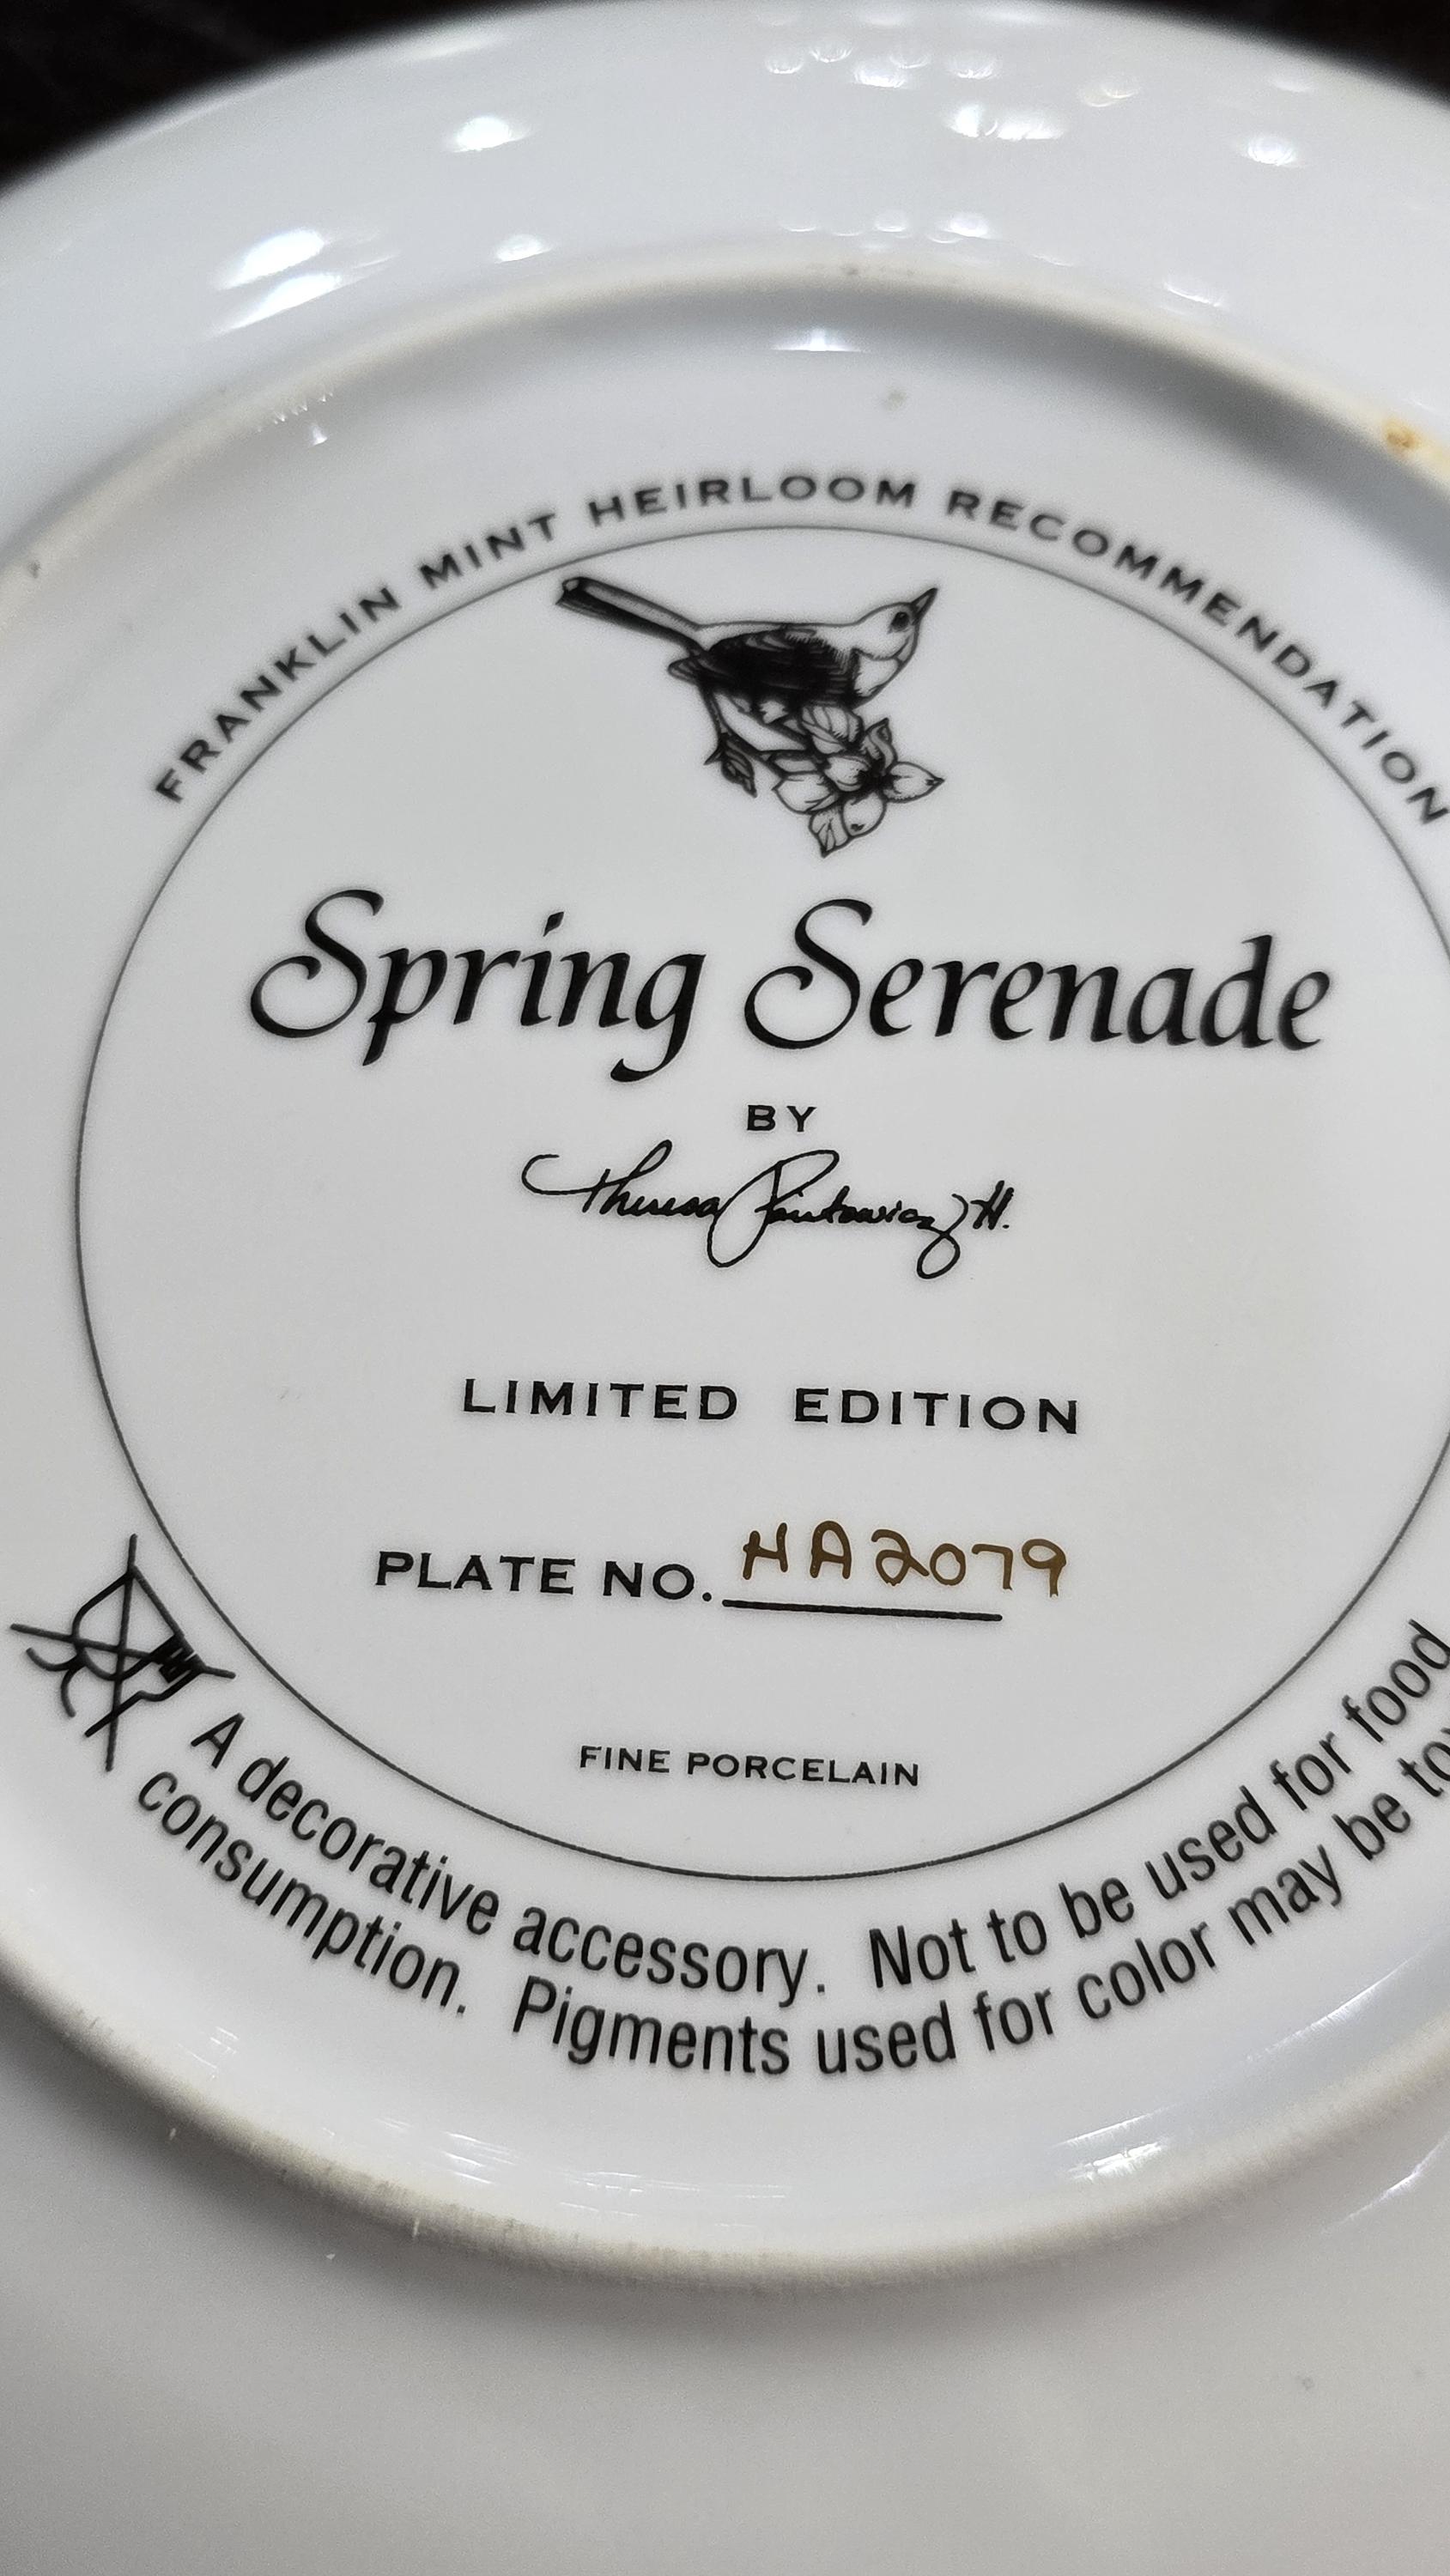 FRANKLIN MINT HEIRLOOM RECOMMENDATION
Spring Serenade
BY
Theresa
H.
LIMITED EDITION
PLATE NO. HA2079
FINE PORCELAIN
A decorative accessory. Not to be used for food
consumption. Pigments used for color may be